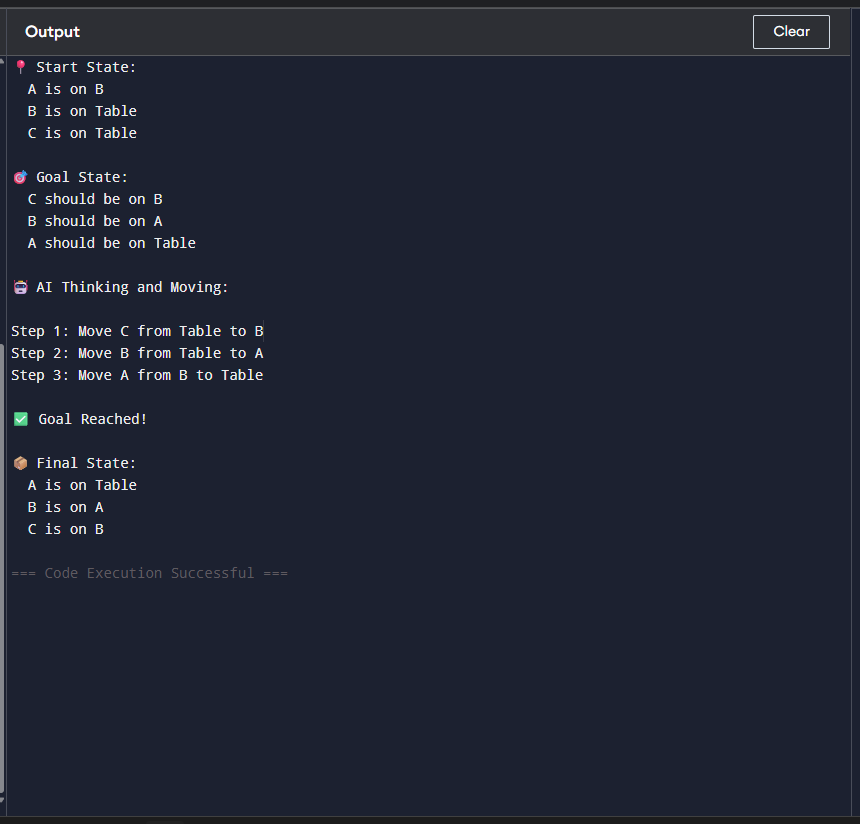 Output
Clear
📍 Start State:
A is on B
B is on Table
C is on Table
🎯 Goal State:
C should be on B
B should be on A
A should be on Table
🤖 AI Thinking and Moving:
Step 1: Move C from Table to B
Step 2: Move B from Table to A
Step 3: Move A from B to Table
✅ Goal Reached!
📦 Final State:
A is on Table
B is on A
C is on B
=== Code Execution Successful ===